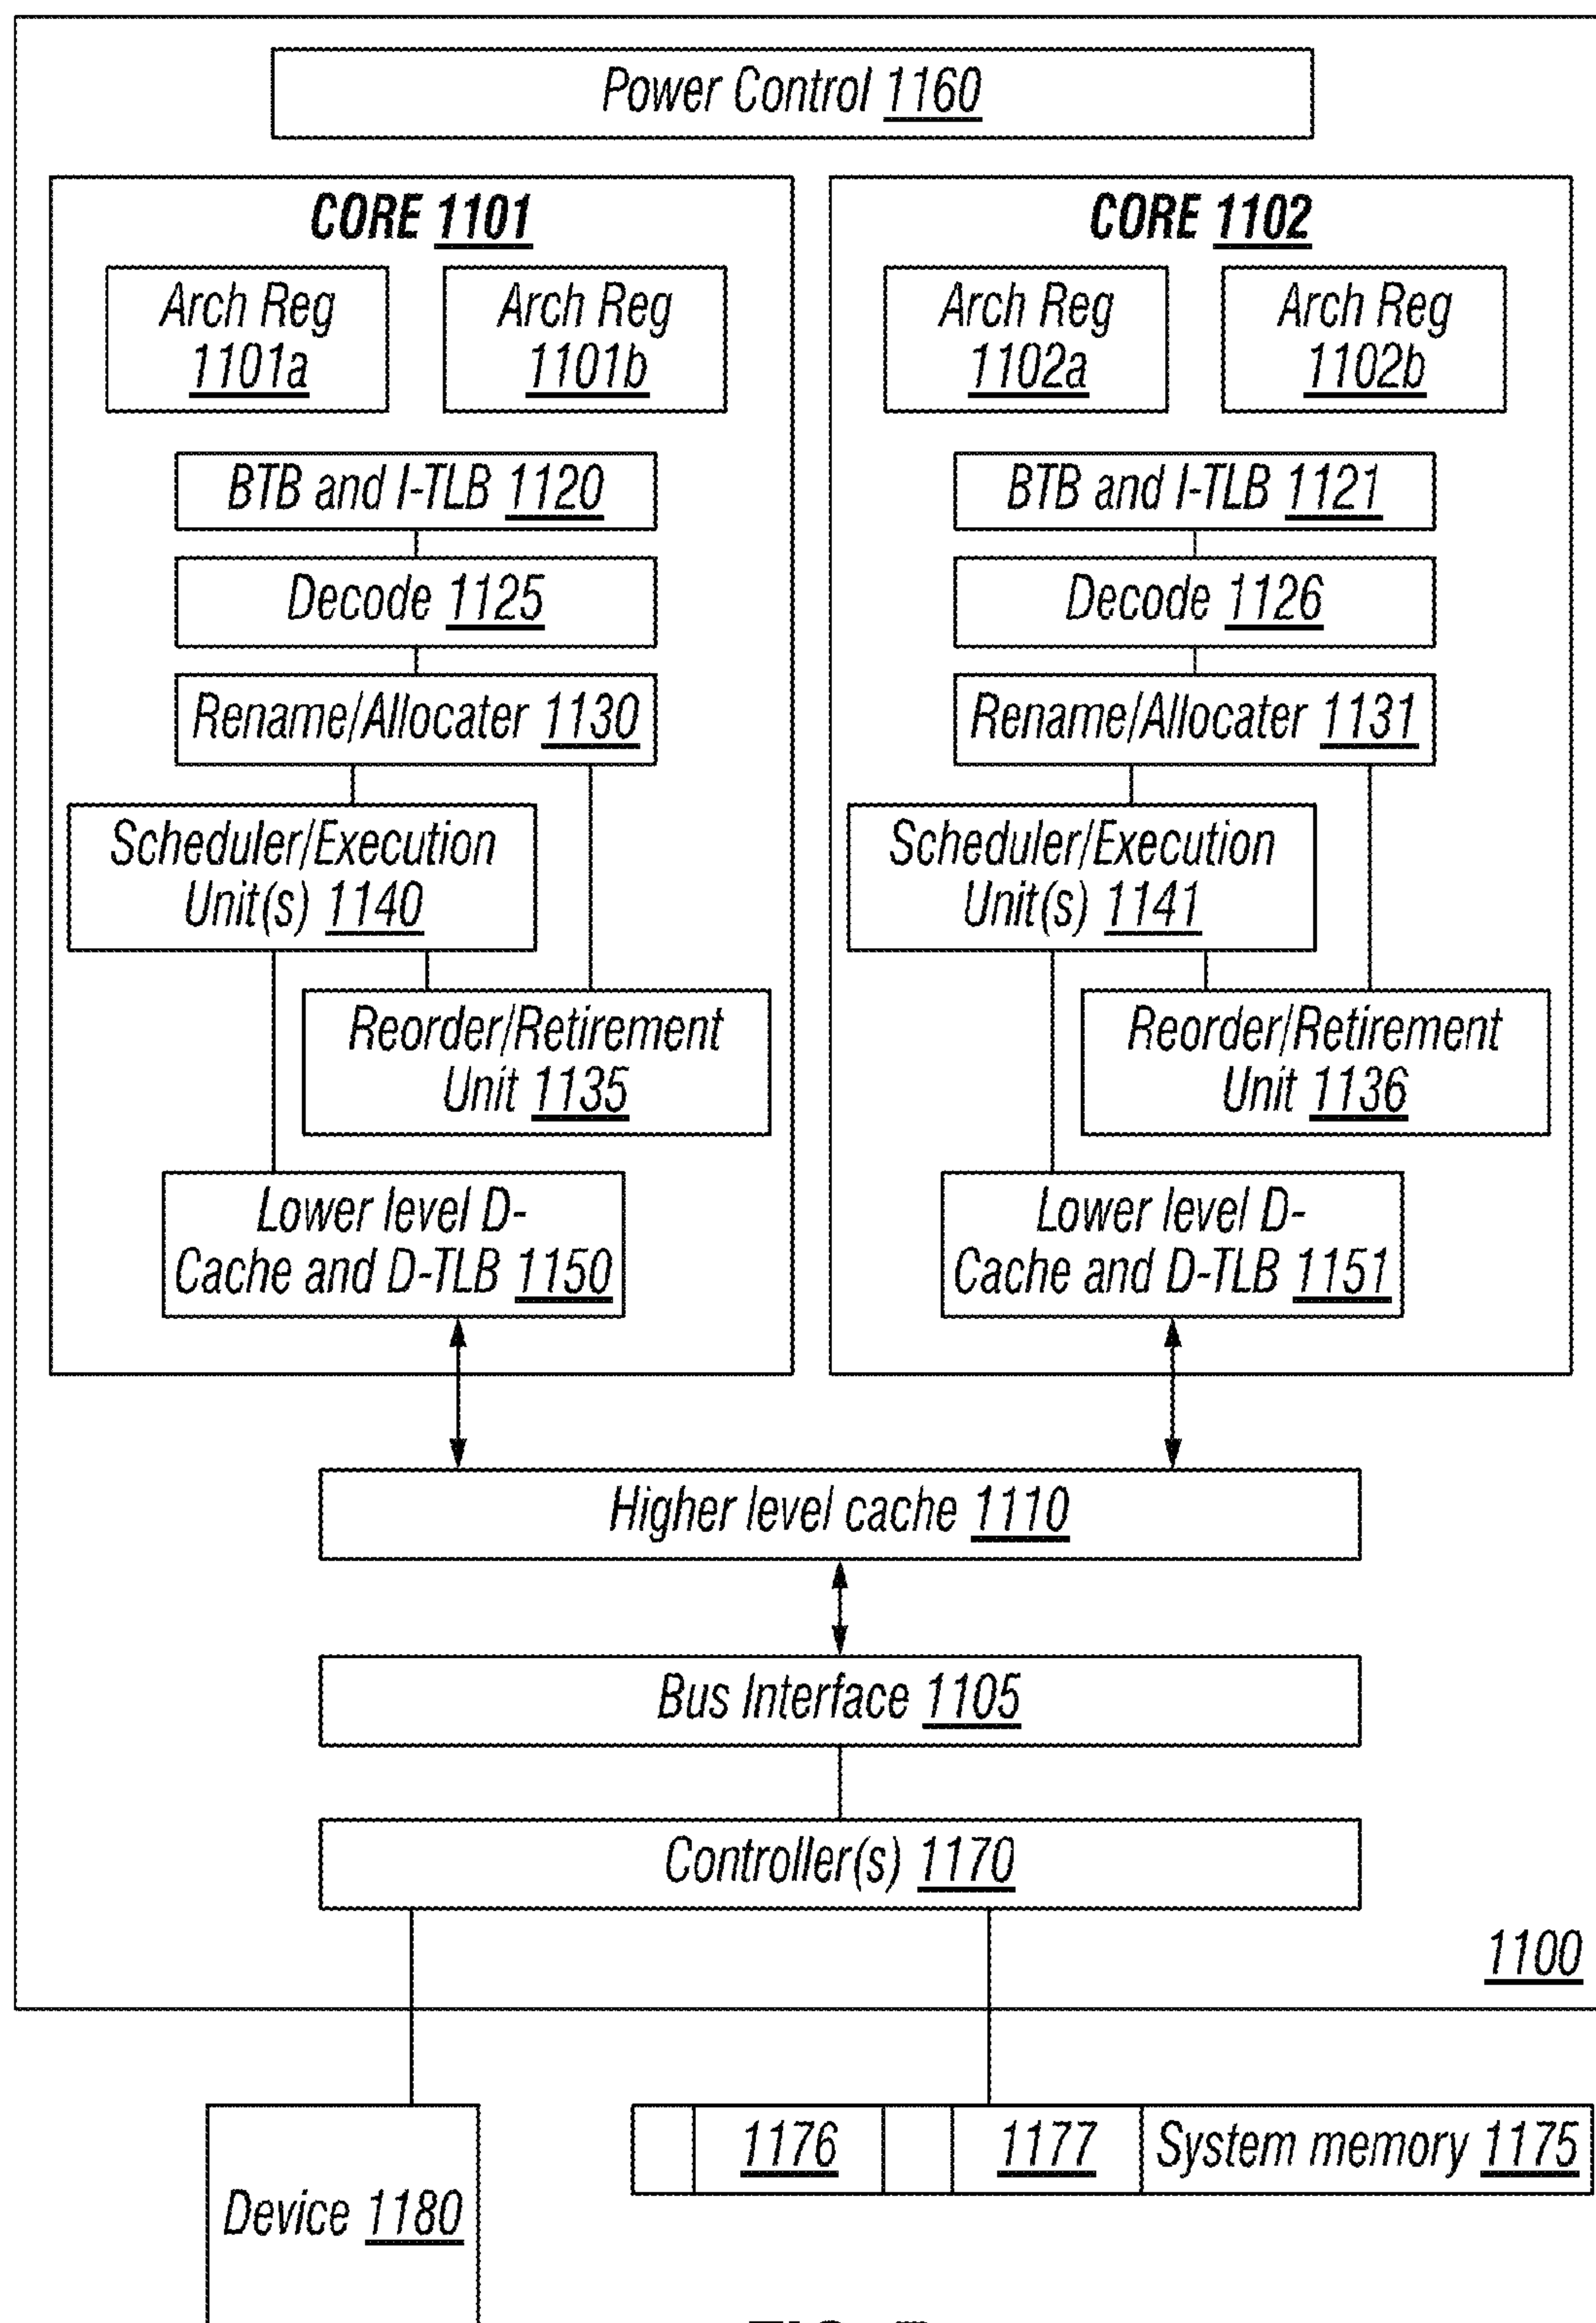 Power Control 1160
CORE 1101
Arch Reg
1101a
Arch Reg
1101b
BTB and I-TLB 1120
Decode 1125
Rename/Allocater 1130
Scheduler/Execution
Unit(s) 1140
Reorder/Retirement
Unit 1135
Lower level D-
Cache and D-TLB 1150
CORE 1102
Arch Reg
1102a
Arch Reg
1102b
BTB and I-TLB 1121
Decode 1126
Rename/Allocater 1131
Scheduler/Execution
Unit(s) 1141
Reorder/Retirement
Unit 1136
Lower level D-
Cache and D-TLB 1151
Higher level cache 1110
Bus Interface 1105
Controller(s) 1170
1100
1176
1177
System memory 1175
Device 1180